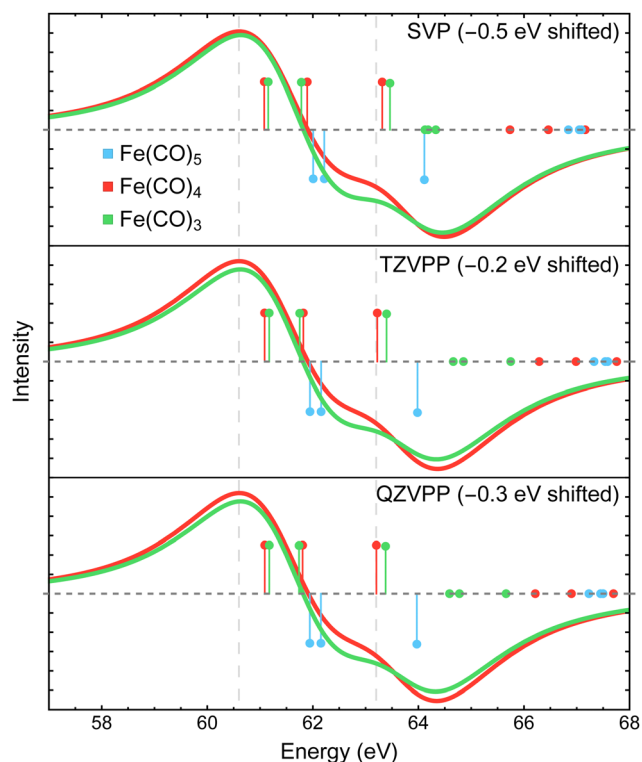 SVP (−0.5 eV shifted)
Fe(CO)₅
Fe(CO)₄
Fe(CO)₃
TZVPP (−0.2 eV shifted)
Intensity
QZVPP (−0.3 eV shifted)
58 60 62 64 66 68
Energy (eV)